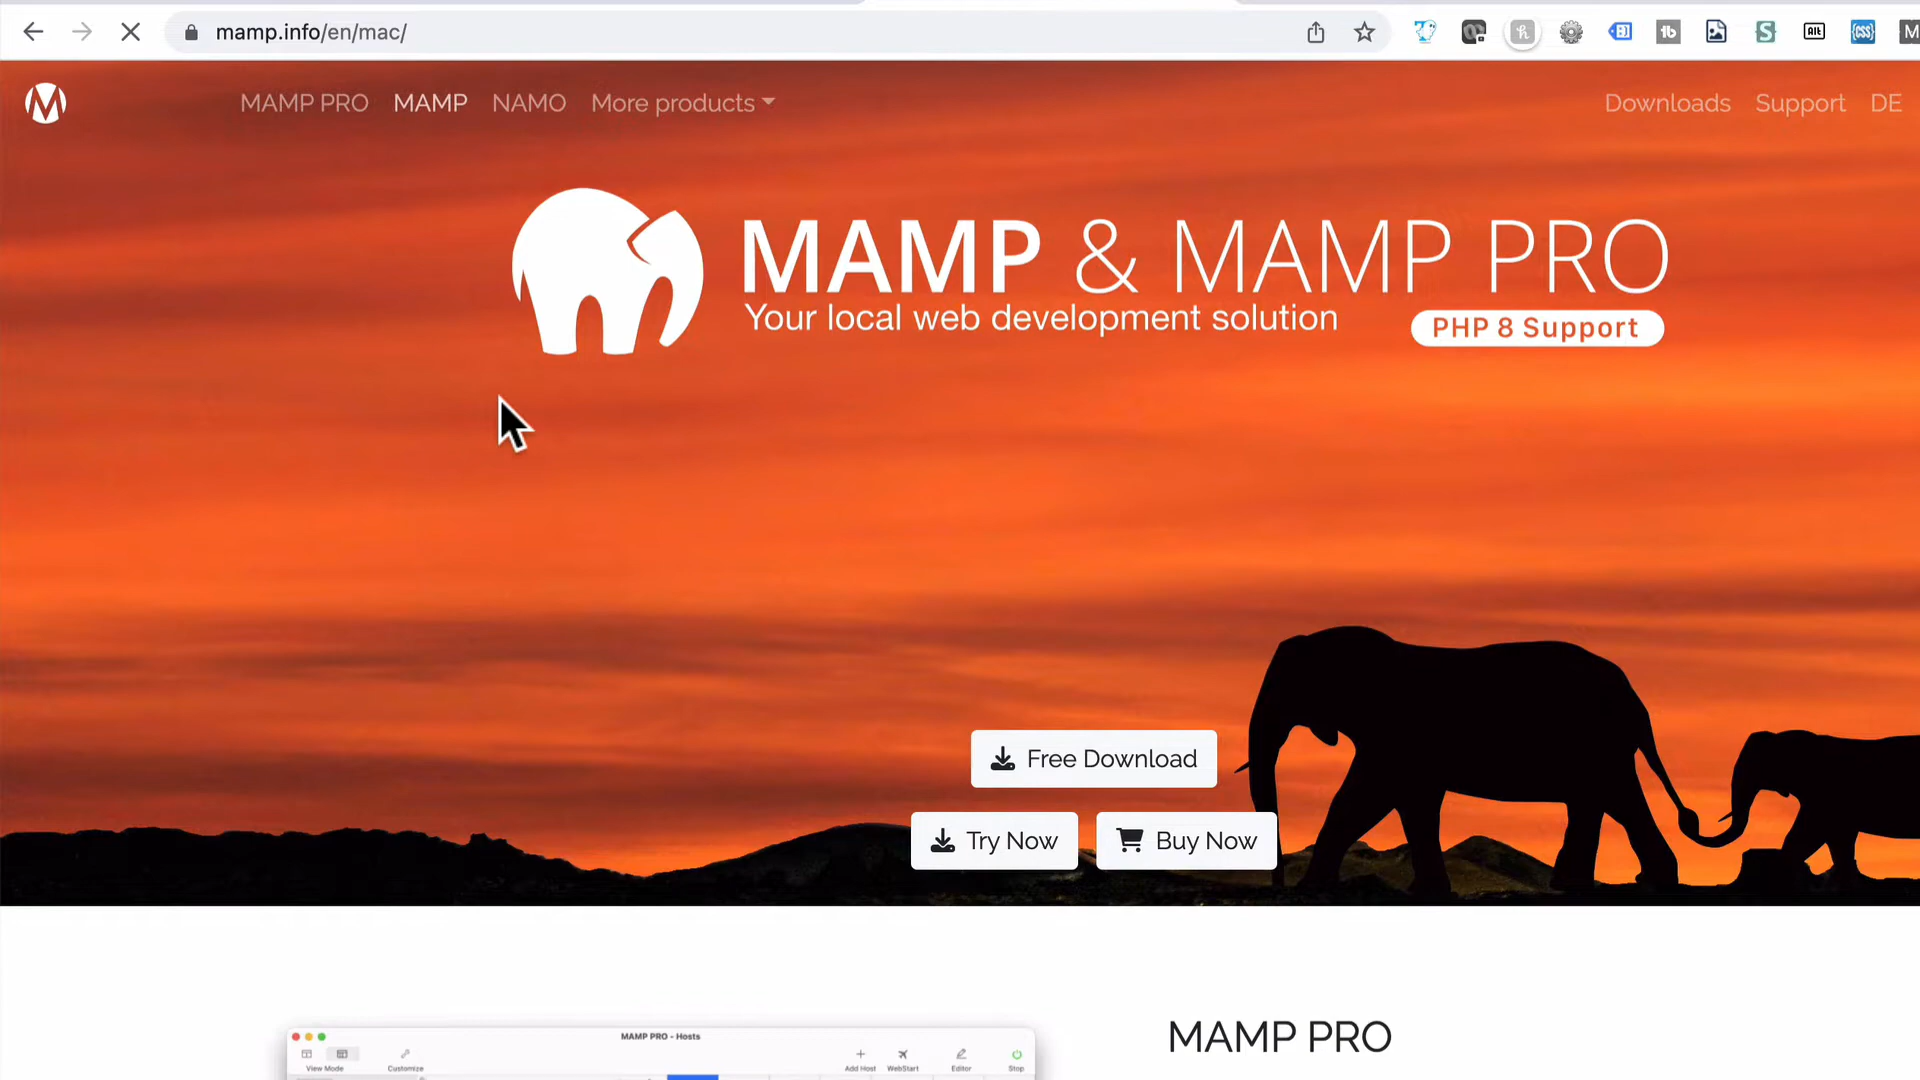 mamp.info/en/mac/
MAMP PRO MAMP NAMO More products Downloads Support DE
MAMP & MAMP PRO
Your local web development solution
PHP 8 Support
Free Download
Try Now Buy Now
MAMP PRO - Hosts
View Mode Customize Add Host WebStart Editor Stop
MAMP PRO